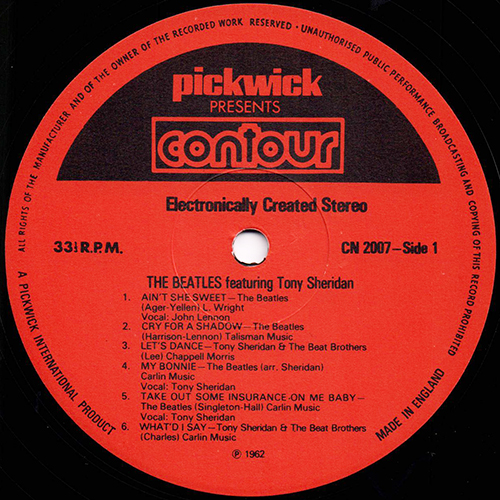 ALL RIGHTS OF THE MANUFACTURER AND OF THE OWNER OF THE RECORDED WORK RESERVED · UNAUTHORISED PUBLIC PERFORMANCE BROADCASTING AND COPYING OF THIS RECORD PROHIBITED
pickwick
PRESENTS
contour
Electronically Created Stereo
33⅓ R.P.M.
CN 2007—Side 1
THE BEATLES featuring Tony Sheridan
1. AIN'T SHE SWEET—The Beatles
(Ager-Yellen) L. Wright
Vocal: John Lennon
2. CRY FOR A SHADOW—The Beatles
(Harrison-Lennon) Talisman Music
3. LET'S DANCE—Tony Sheridan & The Beat Brothers
(Lee) Chappell Morris
4. MY BONNIE—The Beatles (arr. Sheridan)
Carlin Music
Vocal: Tony Sheridan
5. TAKE OUT SOME INSURANCE ON ME BABY—
The Beatles (Singleton-Hall) Carlin Music
Vocal: Tony Sheridan
6. WHAT'D I SAY—Tony Sheridan & The Beat Brothers
(Charles) Carlin Music
℗ 1962
A PICKWICK INTERNATIONAL PRODUCT
MADE IN ENGLAND